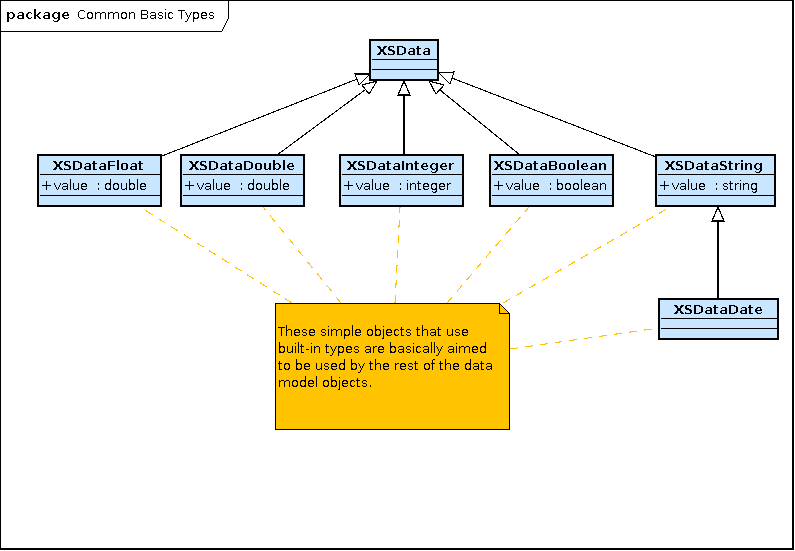 package Common Basic Types
XSData
XSDataFloat
+value : double
XSDataDouble
+value : double
XSDataInteger
+value : integer
XSDataBoolean
+value : boolean
XSDataString
+value : string
XSDataDate
These simple objects that use
built-in types are basically aimed
to be used by the rest of the data
model objects.